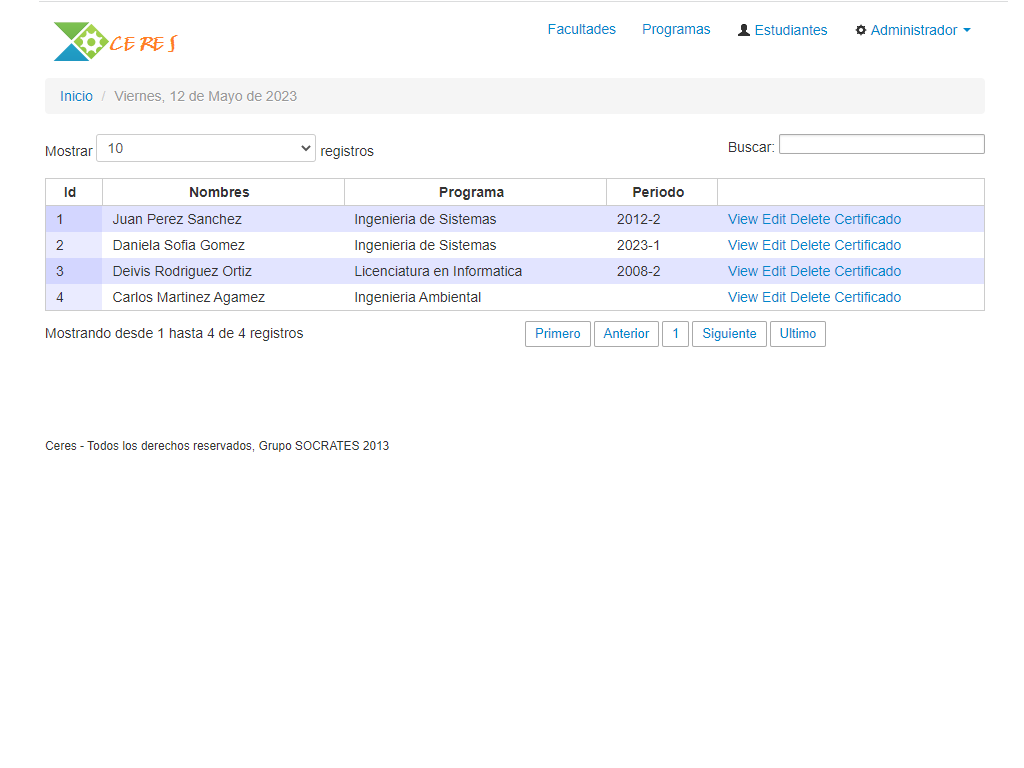 CERES Facultades Programas Estudiantes Administrador
Inicio / Viernes, 12 de Mayo de 2023
Mostrar 10 registros Buscar:
Id Nombres Programa Periodo
1 Juan Perez Sanchez Ingenieria de Sistemas 2012-2 View Edit Delete Certificado
2 Daniela Sofia Gomez Ingenieria de Sistemas 2023-1 View Edit Delete Certificado
3 Deivis Rodriguez Ortiz Licenciatura en Informatica 2008-2 View Edit Delete Certificado
4 Carlos Martinez Agamez Ingenieria Ambiental View Edit Delete Certificado
Mostrando desde 1 hasta 4 de 4 registros Primero Anterior 1 Siguiente Ultimo
Ceres - Todos los derechos reservados, Grupo SOCRATES 2013